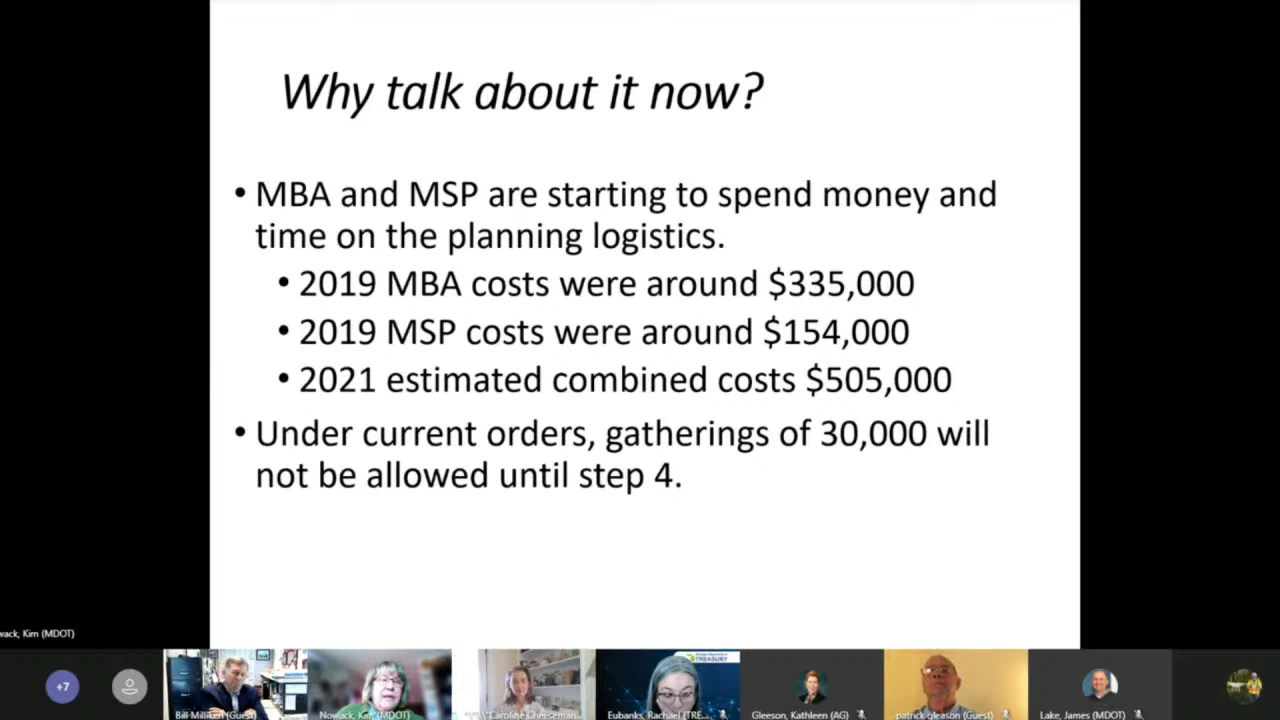 Why talk about it now?
• MBA and MSP are starting to spend money and
time on the planning logistics.
• 2019 MBA costs were around $335,000
• 2019 MSP costs were around $154,000
• 2021 estimated combined costs $505,000
• Under current orders, gatherings of 30,000 will
not be allowed until step 4.
wack, Kim (MDOT)
+7
TREASURY
Bill-Milliken (Guest)
Nowack, Kim (MDOT)
Caroline Cheeseman...
Eubanks, Rachael (TRE...
Gleeson, Kathleen (AG)
patrick gleason (Guest)
Lake, James (MDOT)